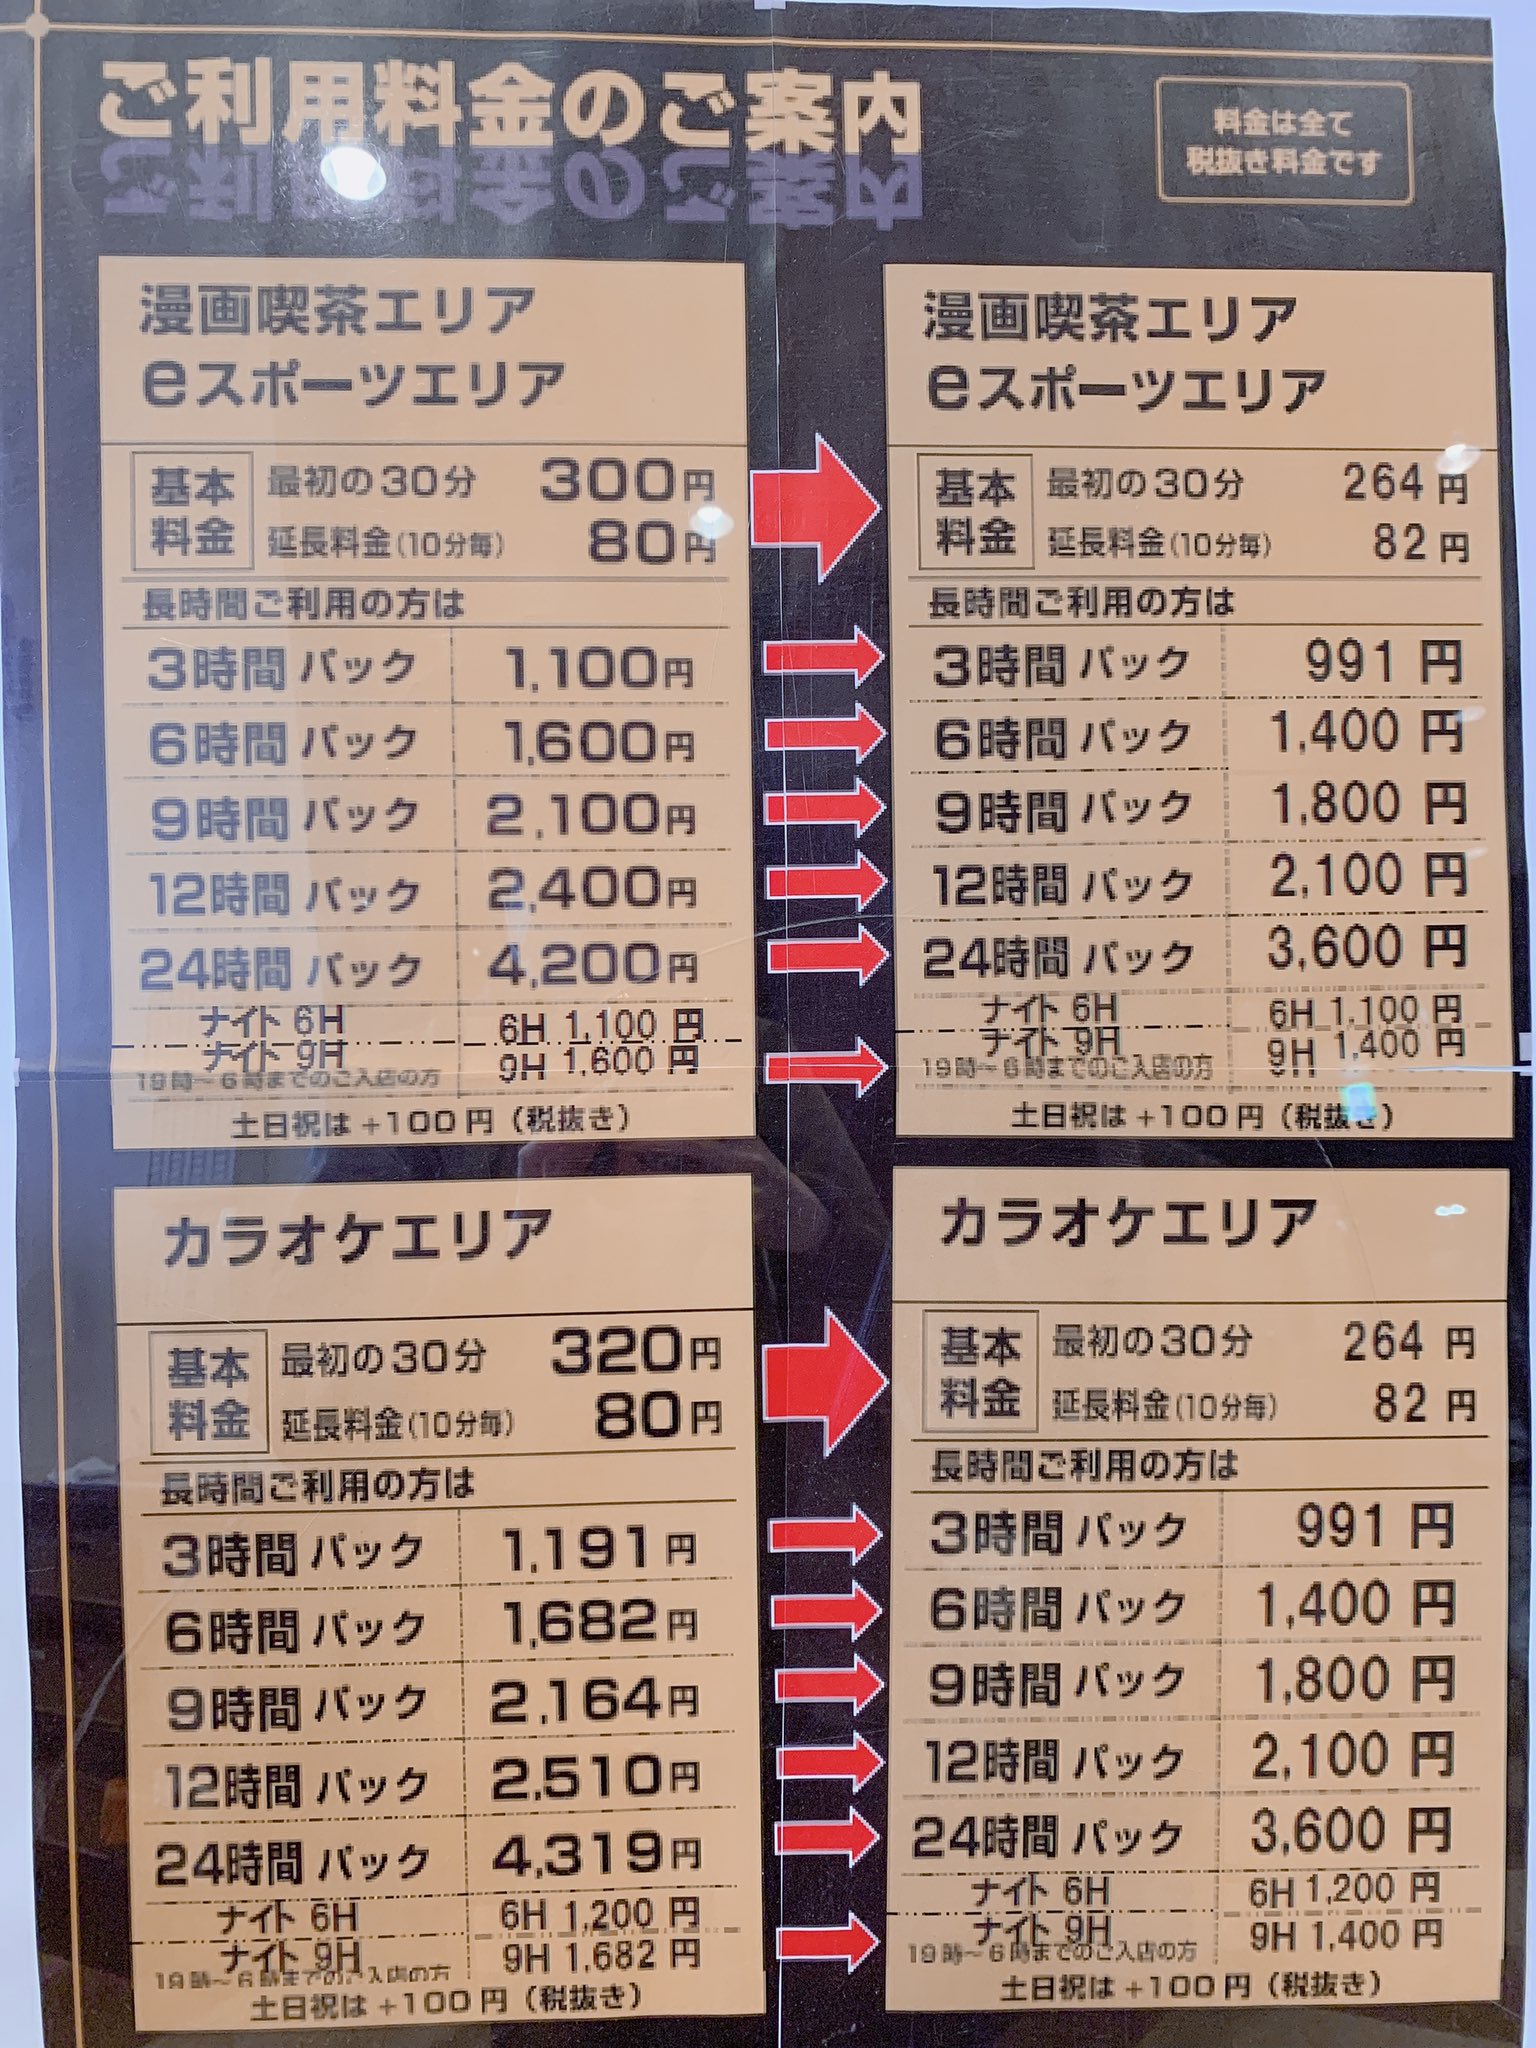 ご利用料金のご案内
料金は全て
税抜き料金です
漫画喫茶エリア
eスポーツエリア
基本料金
最初の30分 300円
延長料金(10分毎) 80円
長時間ご利用の方は
3時間パック 1,100円
6時間パック 1,600円
9時間パック 2,100円
12時間パック 2,400円
24時間パック 4,200円
ナイト 6H 6H 1,100 円
ナイト 9H 9H 1,600 円
19時~6時までのご入店の方
土日祝は+100円(税抜き)
漫画喫茶エリア
eスポーツエリア
基本料金
最初の30分 264 円
延長料金(10分毎) 82 円
長時間ご利用の方は
3時間パック 991 円
6時間パック 1,400 円
9時間パック 1,800 円
12時間パック 2,100 円
24時間パック 3,600 円
ナイト 6H 6H 1,100 円
ナイト 9H 9H 1,400 円
19時~6時までのご入店の方
土日祝は+100円(税抜き)
カラオケエリア
基本料金
最初の30分 320円
延長料金(10分毎) 80円
長時間ご利用の方は
3時間パック 1,191円
6時間パック 1,682円
9時間パック 2,164円
12時間パック 2,510円
24時間パック 4,319円
ナイト 6H 6H 1,200 円
ナイト 9H 9H 1,682 円
19時~6時までのご入店の方
土日祝は+100円(税抜き)
カラオケエリア
基本料金
最初の30分 264 円
延長料金(10分毎) 82 円
長時間ご利用の方は
3時間パック 991 円
6時間パック 1,400 円
9時間パック 1,800 円
12時間パック 2,100 円
24時間パック 3,600 円
ナイト 6H 6H 1,200 円
ナイト 9H 9H 1,400 円
19時~6時までのご入店の方
土日祝は+100円(税抜き)